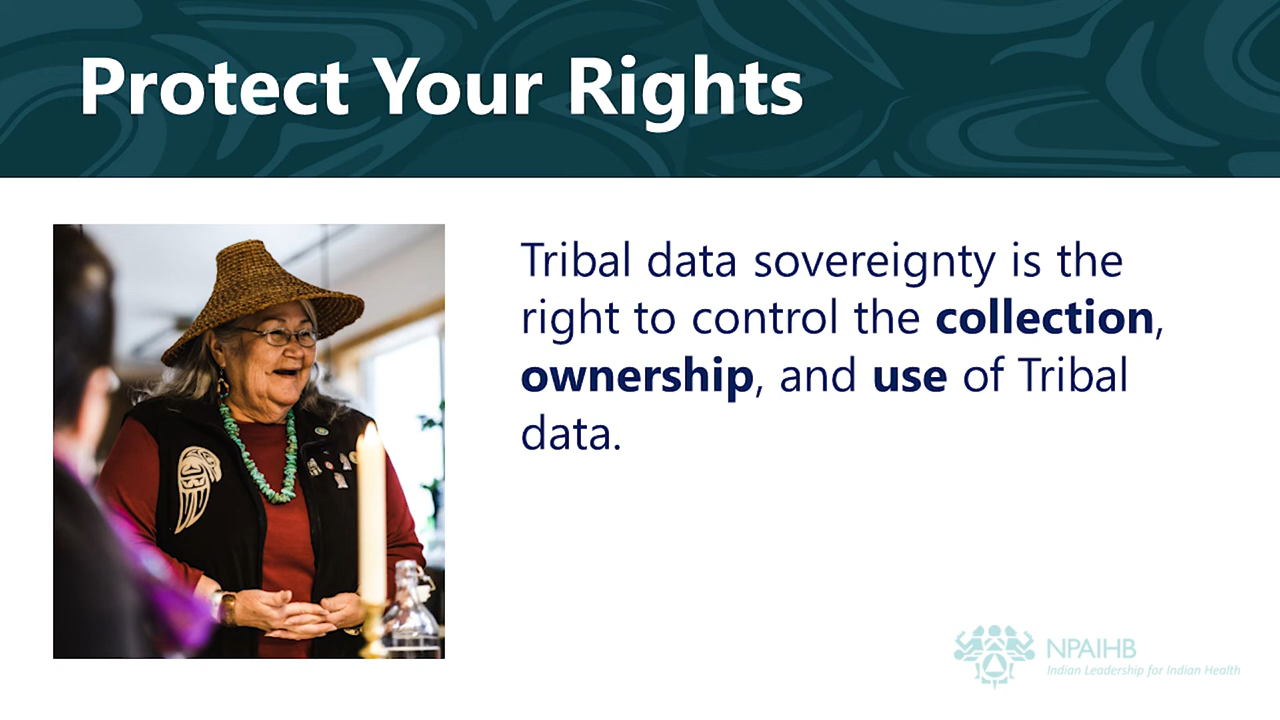 Protect Your Rights
Tribal data sovereignty is the
right to control the collection,
ownership, and use of Tribal
data.
NPAIHB
Indian Leadership for Indian Health